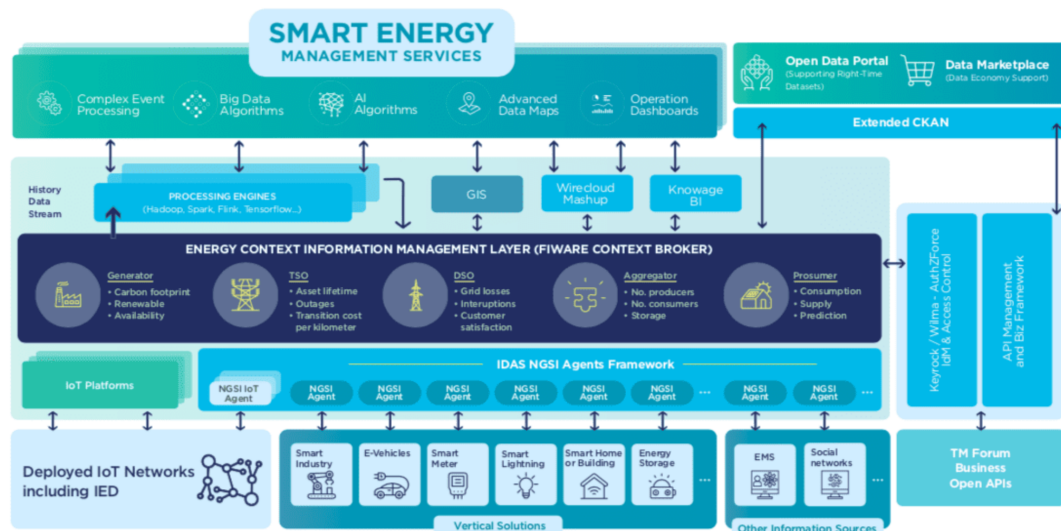 SMART ENERGY
MANAGEMENT SERVICES
Complex Event
Processing
Big Data
Algorithms
AI
Algorithms
Advanced
Data Maps
Operation
Dashboards
Open Data Portal
(Supporting Right-Time
Datasets)
Data Marketplace
(Data Economy Support)
Extended CKAN
History
Data
Stream
PROCESSING ENGINES
(Hadoop, Spark, Flink, Tensorflow...)
GIS
Wirecloud
Mashup
Knowage
BI
ENERGY CONTEXT INFORMATION MANAGEMENT LAYER (FIWARE CONTEXT BROKER)
Generator
• Carbon footprint
• Renewable
• Availability
TSO
• Asset lifetime
• Outages
• Transition cost
per kilometer
DSO
• Grid losses
• Interuptions
• Customer
satisfaction
Aggregator
• No. producers
• No. consumers
• Storage
Prosumer
• Consumption
• Supply
• Prediction
Keyrock / Wilma - AuthZForce
IdM & Access Control
API Management
and Biz Framework
IoT Platforms
IDAS NGSI Agents Framework
NGSI IoT
Agent
NGSI
Agent
NGSI
Agent
NGSI
Agent
NGSI
Agent
NGSI
Agent
NGSI
Agent
...
NGSI
Agent
NGSI
Agent
...
Deployed IoT Networks
including IED
Smart
Industry
E-Vehicles
Smart
Meter
Smart
Lightning
Smart Home
or Building
Energy
Storage
...
Vertical Solutions
EMS
Social
networks
...
Other Information Sources
TM Forum
Business
Open APIs